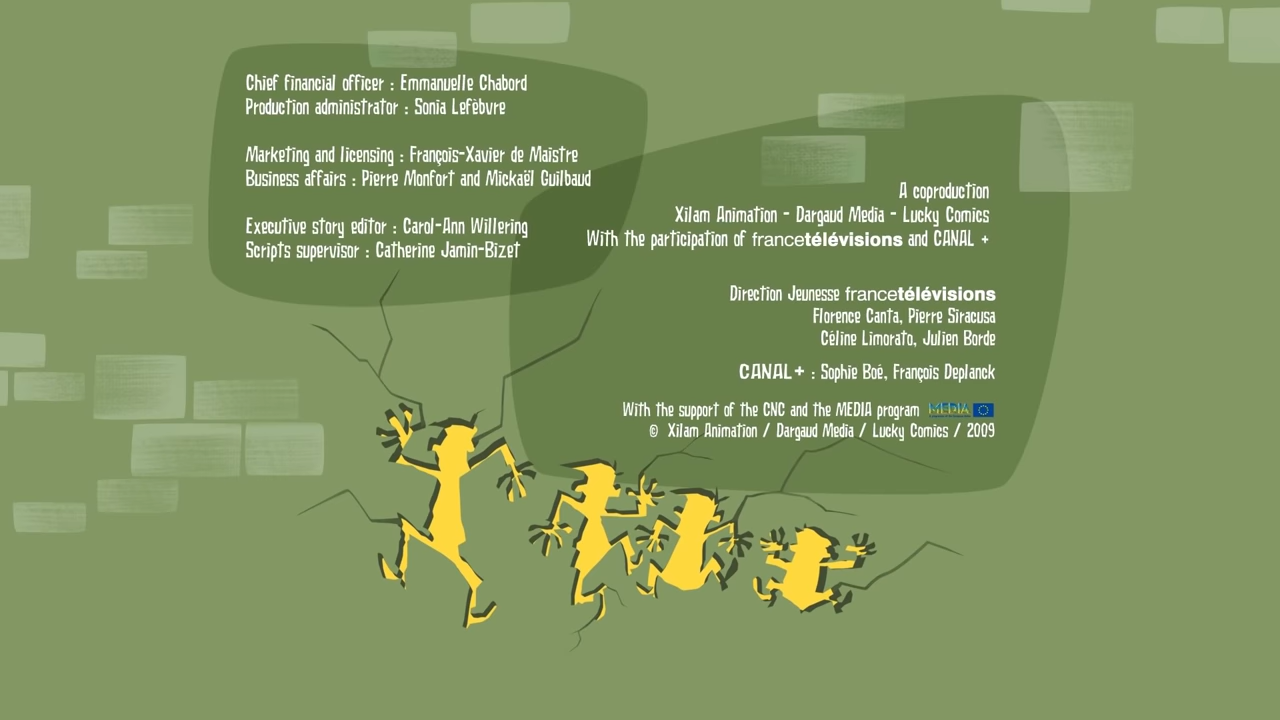 Chief financial officer : Emmanuelle Chabord
Production administrator : Sonia Lefèbvre
Marketing and licensing : François-Xavier de Maistre
Business affairs : Pierre Monfort and Mickaël Guilbaud
Executive story editor : Carol-Ann Willering
Scripts supervisor : Catherine Jamin-Bizet
A coproduction
Xilam Animation - Dargaud Media - Lucky Comics
With the participation of francetélévisions and CANAL +
Direction Jeunesse francetélévisions
Florence Canta, Pierre Siracusa
Céline Limorato, Julien Borde
CANAL+ : Sophie Boé, François Deplanck
With the support of the CNC and the MEDIA program MEDIA
© Xilam Animation / Dargaud Media / Lucky Comics / 2009